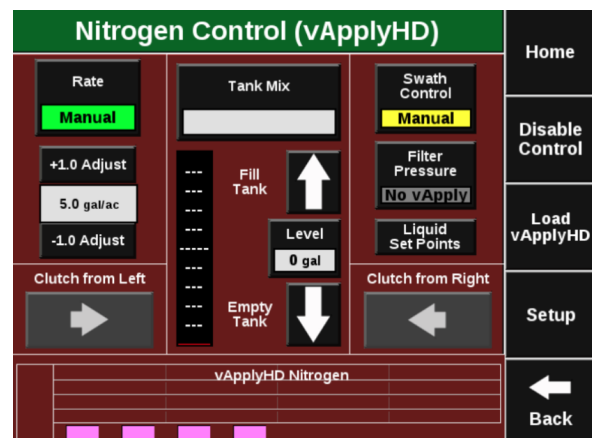 Nitrogen Control (vApplyHD)
Home
Disable
Control
Load
vApplyHD
Setup
Back
Rate
Manual
+1.0 Adjust
5.0 gal/ac
-1.0 Adjust
Clutch from Left
Tank Mix
Fill
Tank
Level
0 gal
Empty
Tank
Swath
Control
Manual
Filter
Pressure
No vApply
Liquid
Set Points
Clutch from Right
vApplyHD Nitrogen